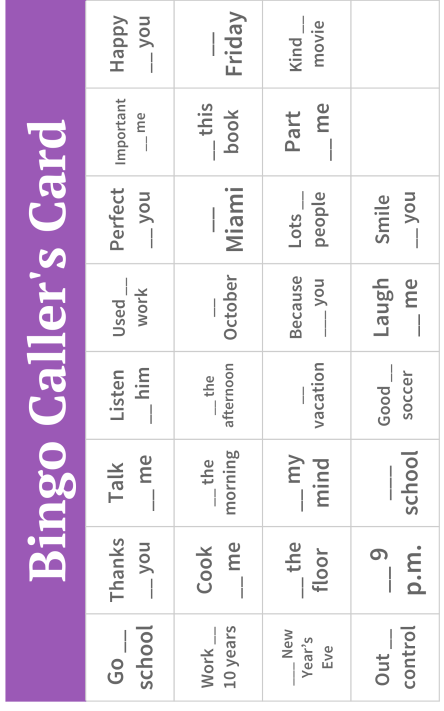 Bingo Caller's Card
Go __
school
Thanks
__ you
Talk
__ me
Listen
__ him
Used __
work
Perfect
__ you
Important
__ me
Happy
__ you
Work __
10 years
Cook
__ me
__ the
morning
__ the
afternoon
__
October
__
Miami
__ this
book
__
Friday
___ New
Year's
Eve
__ the
floor
__ my
mind
__
vacation
Because
___ you
Lots __
people
Part
__ me
Kind __
movie
Out __
control
__ 9
p.m.
___
school
Good __
soccer
Laugh
__ me
Smile
__ you